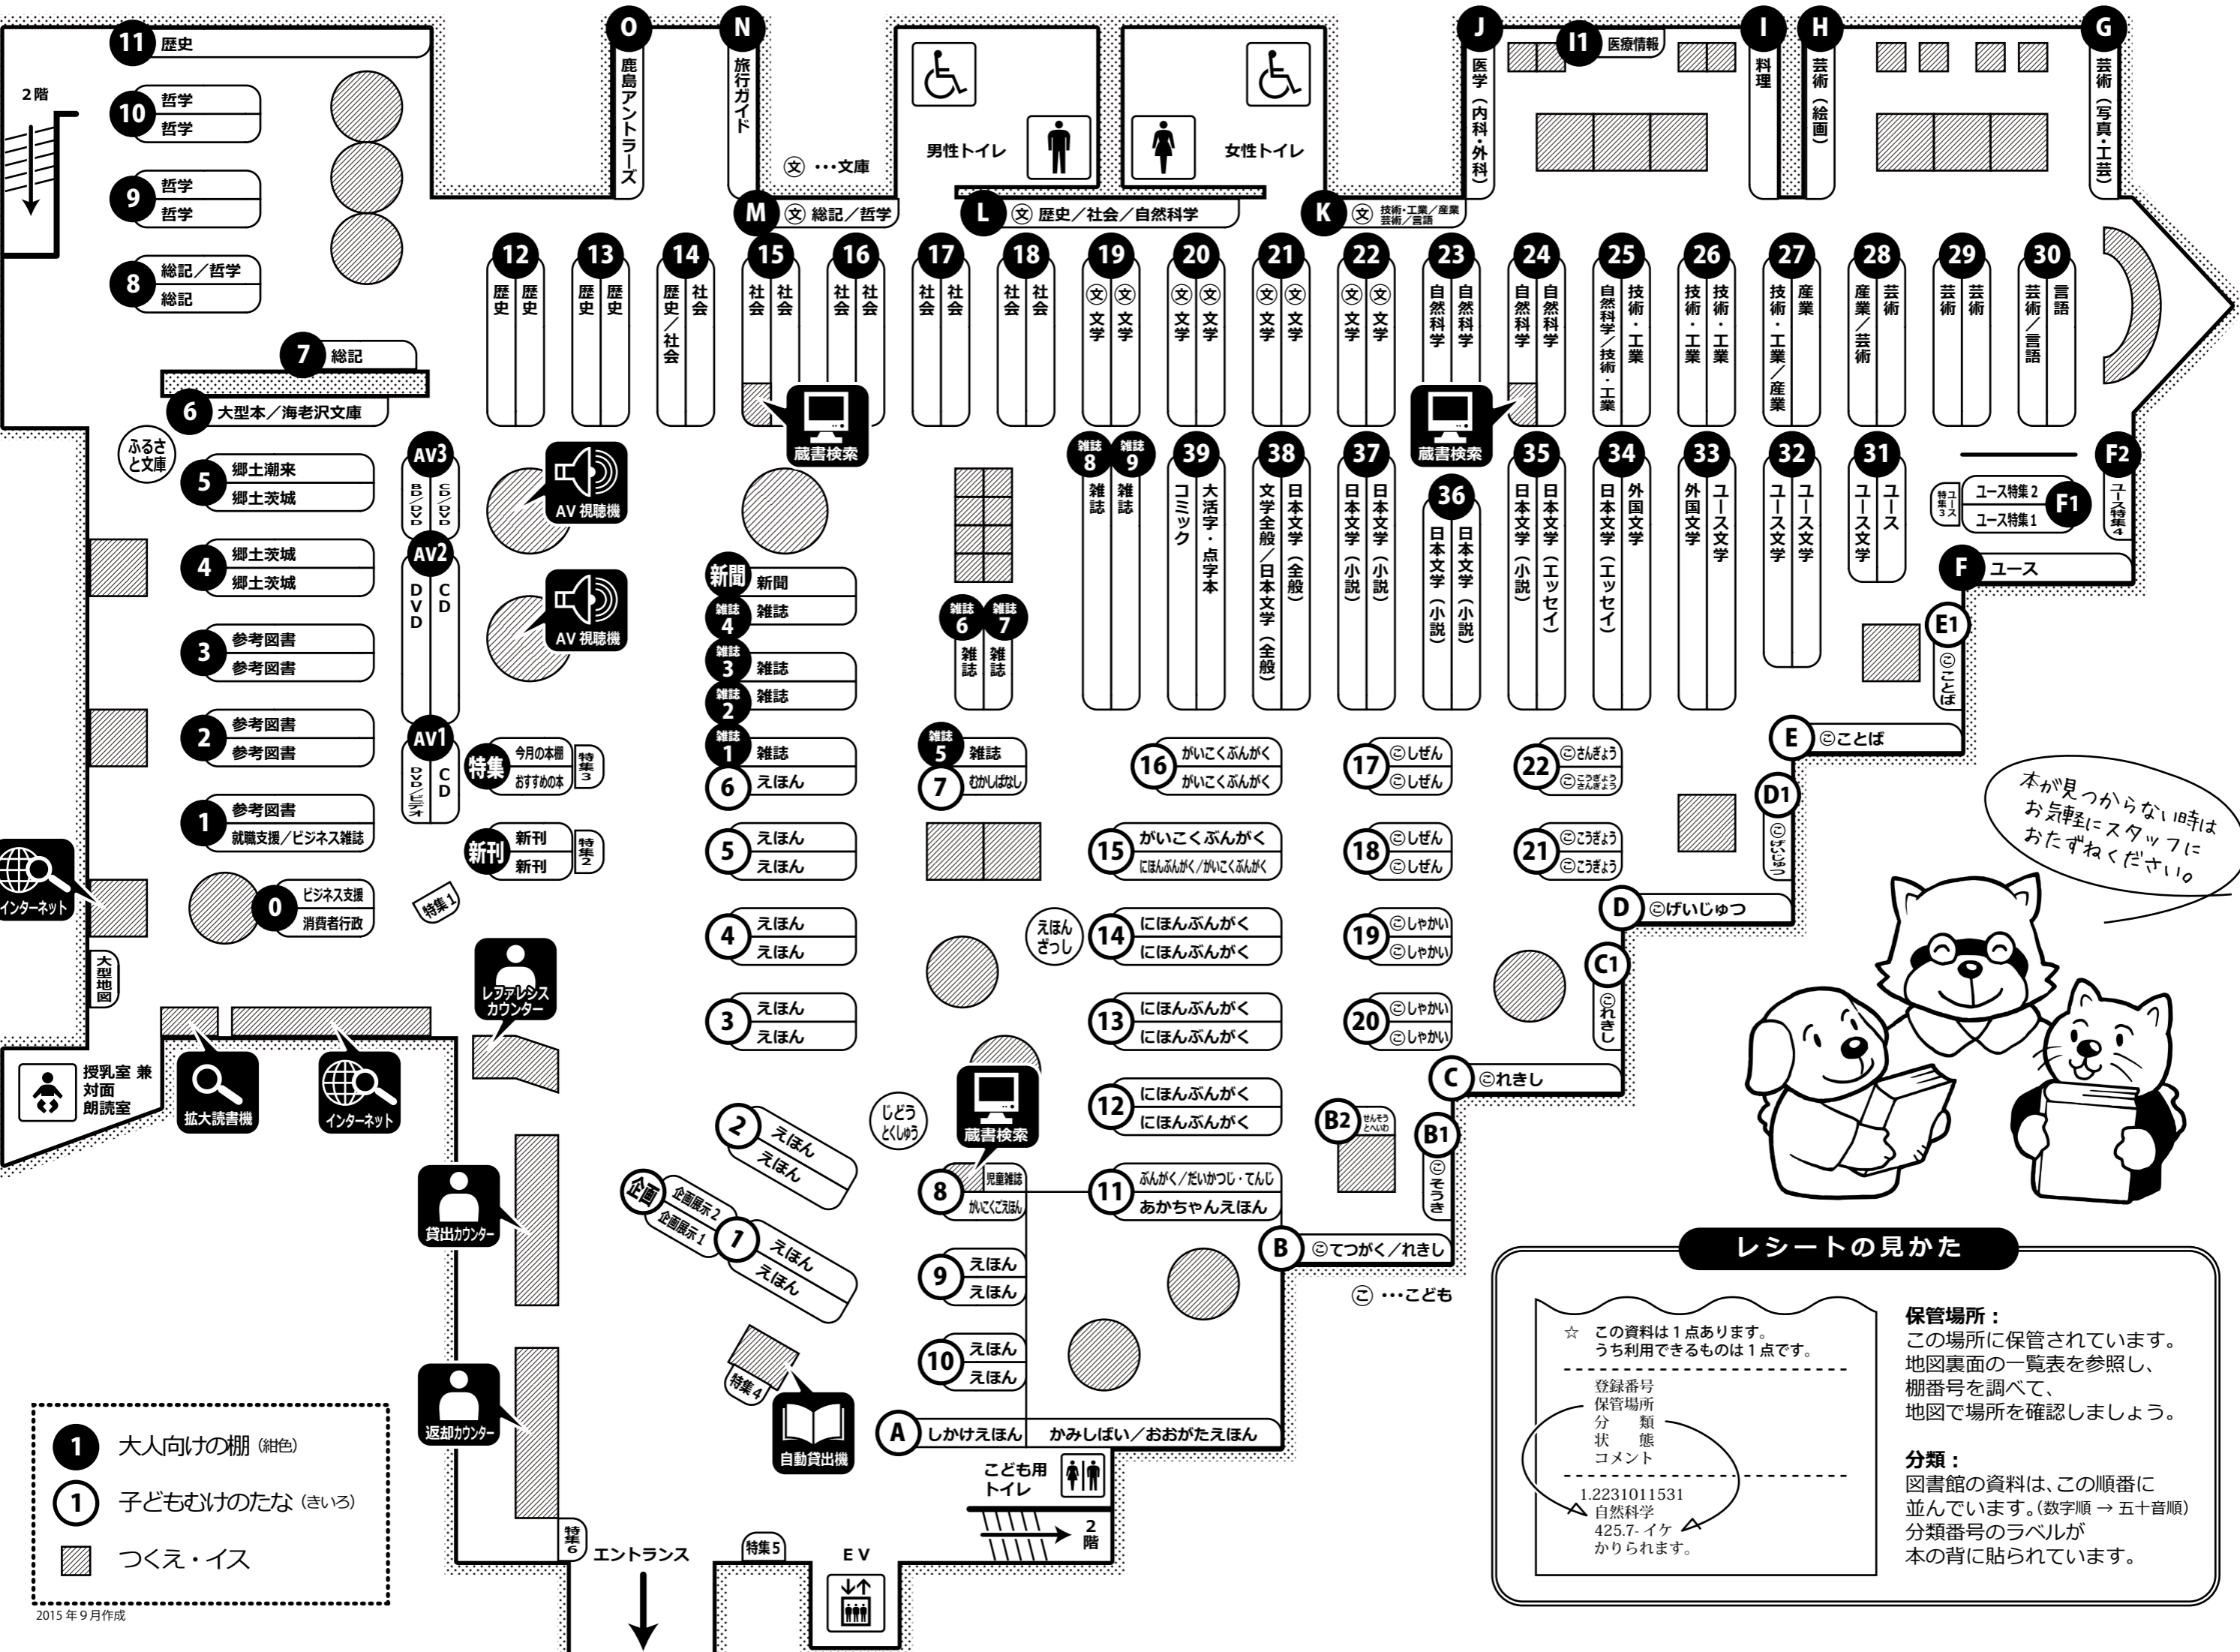 11 歴史
2階
10 哲学
哲学
9 哲学
哲学
8 総記／哲学
総記
7 総記
6 大型本／海老沢文庫
ふるさと文庫
5 郷土潮来
郷土茨城
4 郷土茨城
郷土茨城
3 参考図書
参考図書
2 参考図書
参考図書
1 参考図書
就職支援／ビジネス雑誌
0 ビジネス支援
消費者行政
インターネット
大型地図
AV3
BD／DVD
CD／DVD
AV2
DVD
CD
AV1
DVD／ビデオ
CD
O 鹿島アントラーズ
N 旅行ガイド
㊛…文庫
男性トイレ
女性トイレ
M 文 総記／哲学
L 文 歴史／社会／自然科学
K 文 技術・工業／産業
芸術／言語
J 医学（内科・外科）
I1 医療情報
I 料理
H 芸術（絵画）
G 芸術（写真・工芸）
12 歴史 歴史
13 歴史 歴史
14 歴史／社会 社会
15 社会 社会
16 社会 社会
17 社会 社会
18 社会 社会
19 文 文学 文 文学
20 文 文学 文 文学
21 文 文学 文 文学
22 文 文学 文 文学
23 自然科学 自然科学
24 自然科学 自然科学
25 自然科学／技術・工業 技術・工業
26 技術・工業 技術・工業
27 技術・工業／産業 産業
28 産業／芸術 芸術
29 芸術 芸術
30 芸術／言語 言語
蔵書検索
蔵書検索
AV 視聴機
AV 視聴機
雑誌8 雑誌
雑誌9 雑誌
39 コミック 大活字・点字本
38 文学全般／日本文学（全般） 日本文学（全般）
37 日本文学（小説） 日本文学（小説）
36 日本文学（小説） 日本文学（小説）
35 日本文学（小説） 日本文学（エッセイ）
34 日本文学（エッセイ） 外国文学
33 外国文学 ユース文学
32 ユース文学 ユース文学
31 ユース文学 ユース
ユース特集3
ユース特集2
ユース特集1
F1
F2 ユース特集4
F ユース
E1 こ ことば
E こ ことば
D1 こ げいじゅつ
D こ げいじゅつ
C1 こ れきし
C こ れきし
B2 せんそうとへいわ
B1 こ そうき
B こ てつがく／れきし
こ…こども
新聞 新聞
雑誌4 雑誌
雑誌3 雑誌
雑誌2 雑誌
雑誌1 雑誌
6 えほん
雑誌6 雑誌
雑誌7 雑誌
雑誌5 雑誌
7 むかしばなし
特集 今月の本棚
おすすめの本
特集3
新刊 新刊
新刊
特集2
特集1
5 えほん
えほん
4 えほん
えほん
3 えほん
えほん
2 えほん
えほん
企画 企画展示2
企画展示1
1 えほん
えほん
16 がいこくぶんがく
がいこくぶんがく
15 がいこくぶんがく
にほんぶんがく／がいこくぶんがく
えほんざっし
14 にほんぶんがく
にほんぶんがく
13 にほんぶんがく
にほんぶんがく
12 にほんぶんがく
にほんぶんがく
11 ぶんがく／だいかつじ・てんじ
あかちゃんえほん
17 こ しぜん
こ しぜん
18 こ しぜん
こ しぜん
19 こ しゃかい
こ しゃかい
20 こ しゃかい
こ しゃかい
22 こ さんぎょう
こ こうぎょう
さんぎょう
21 こ こうぎょう
こ こうぎょう
じどうとくしゅう
蔵書検索
8 児童雑誌
がいこくごえほん
9 えほん
えほん
10 えほん
えほん
A しかけえほん
かみしばい／おおがたえほん
こども用
トイレ
2階
レファレンス
カウンター
授乳室 兼
対面
朗読室
拡大読書機
インターネット
貸出カウンター
返却カウンター
特集4
自動貸出機
特集6
エントランス
特集5
EV
1 大人向けの棚（紺色）
1 子どもむけのたな（きいろ）
つくえ・イス
2015年9月作成
本が見つからない時は
お気軽にスタッフに
おたずねください。
レシートの見かた
☆ この資料は1点あります。
うち利用できるものは1点です。
登録番号
保管場所
分 類
状 態
コメント
1.2231011531
自然科学
425.7-イケ
かりられます。
保管場所：
この場所に保管されています。
地図裏面の一覧表を参照し、
棚番号を調べて、
地図で場所を確認しましょう。
分類：
図書館の資料は、この順番に
並んでいます。（数字順 → 五十音順）
分類番号のラベルが
本の背に貼られています。